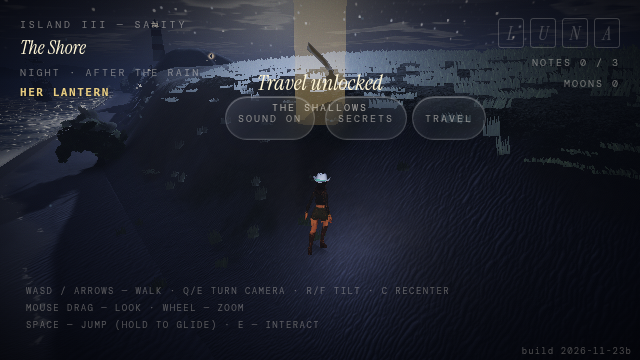 ISLAND III — SANITY
The Shore
NIGHT · AFTER THE RAIN
HER LANTERN
L U N A
NOTES 0 / 3
MOONS 0
Travel unlocked
THE SHALLOWS
SOUND ON
SECRETS
TRAVEL
WASD / ARROWS — WALK · Q/E TURN CAMERA · R/F TILT · C RECENTER
MOUSE DRAG — LOOK · WHEEL — ZOOM
SPACE — JUMP (HOLD TO GLIDE) · E — INTERACT
build 2026-11-23b